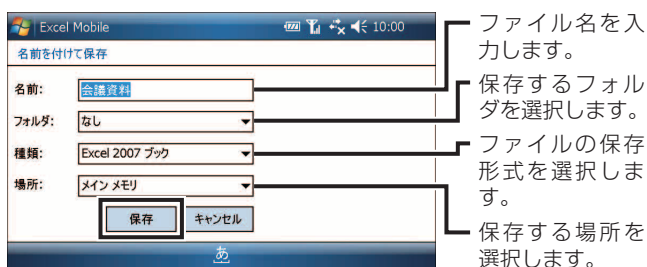 Excel Mobile 10:00
名前を付けて保存
名前: 会議資料
フォルダ: なし
種類: Excel 2007 ブック
場所: メイン メモリ
保存 キャンセル
あ
ファイル名を入
力します。
保存するフォル
ダを選択します。
ファイルの保存
形式を選択しま
す。
保存する場所を
選択します。